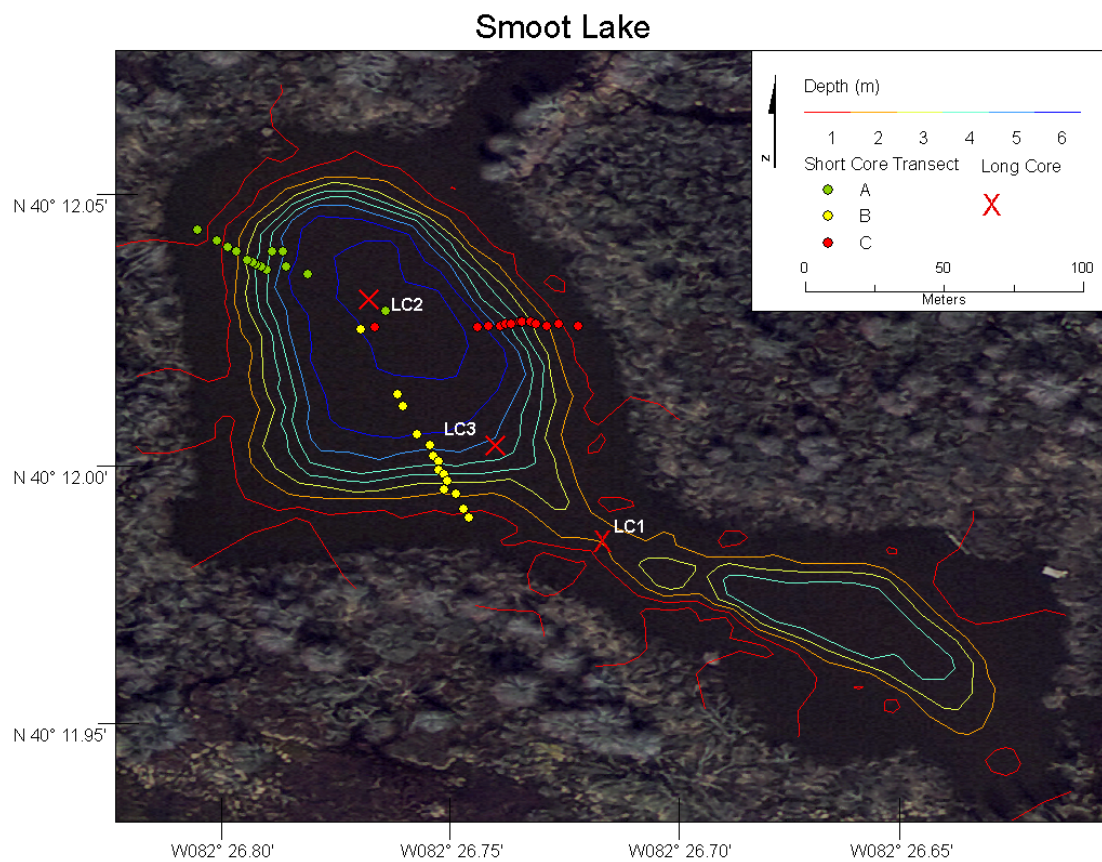 Smoot Lake
Depth (m)
1 2 3 4 5 6
Short Core Transect
Long Core
A
B
C
X
N
0 50 100
Meters
N 40° 12.05'
N 40° 12.00'
N 40° 11.95'
LC2
LC3
LC1
W082° 26.80' W082° 26.75' W082° 26.70' W082° 26.65'